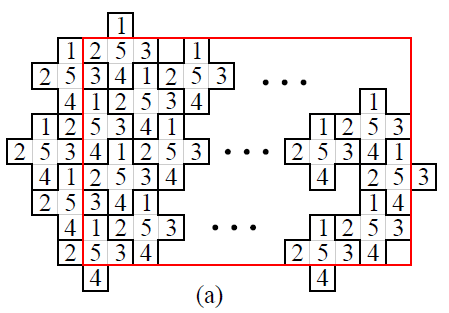 1
1 2 5 3 1
2 5 3 4 1 2 5 3 • • •
4 1 2 5 3 4 1
1 2 5 3 4 1 1 2 5 3
2 5 3 4 1 2 5 3 • • • 2 5 3 4 1
4 1 2 5 3 4 4 2 5 3
2 5 3 4 1 1 4
4 1 2 5 3 • • • 1 2 5 3
2 5 3 4 2 5 3 4
4 4
(a)